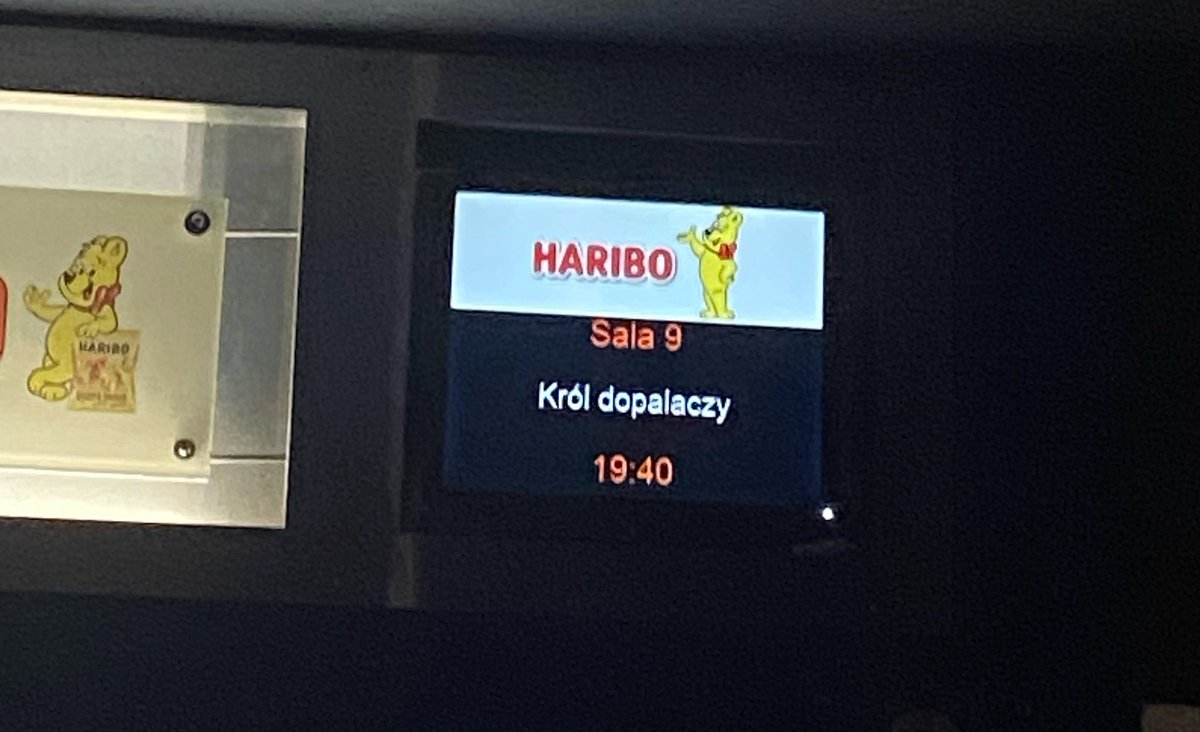 HARIBO
HARIBO
Sala 9
Król dopalaczy
19:40